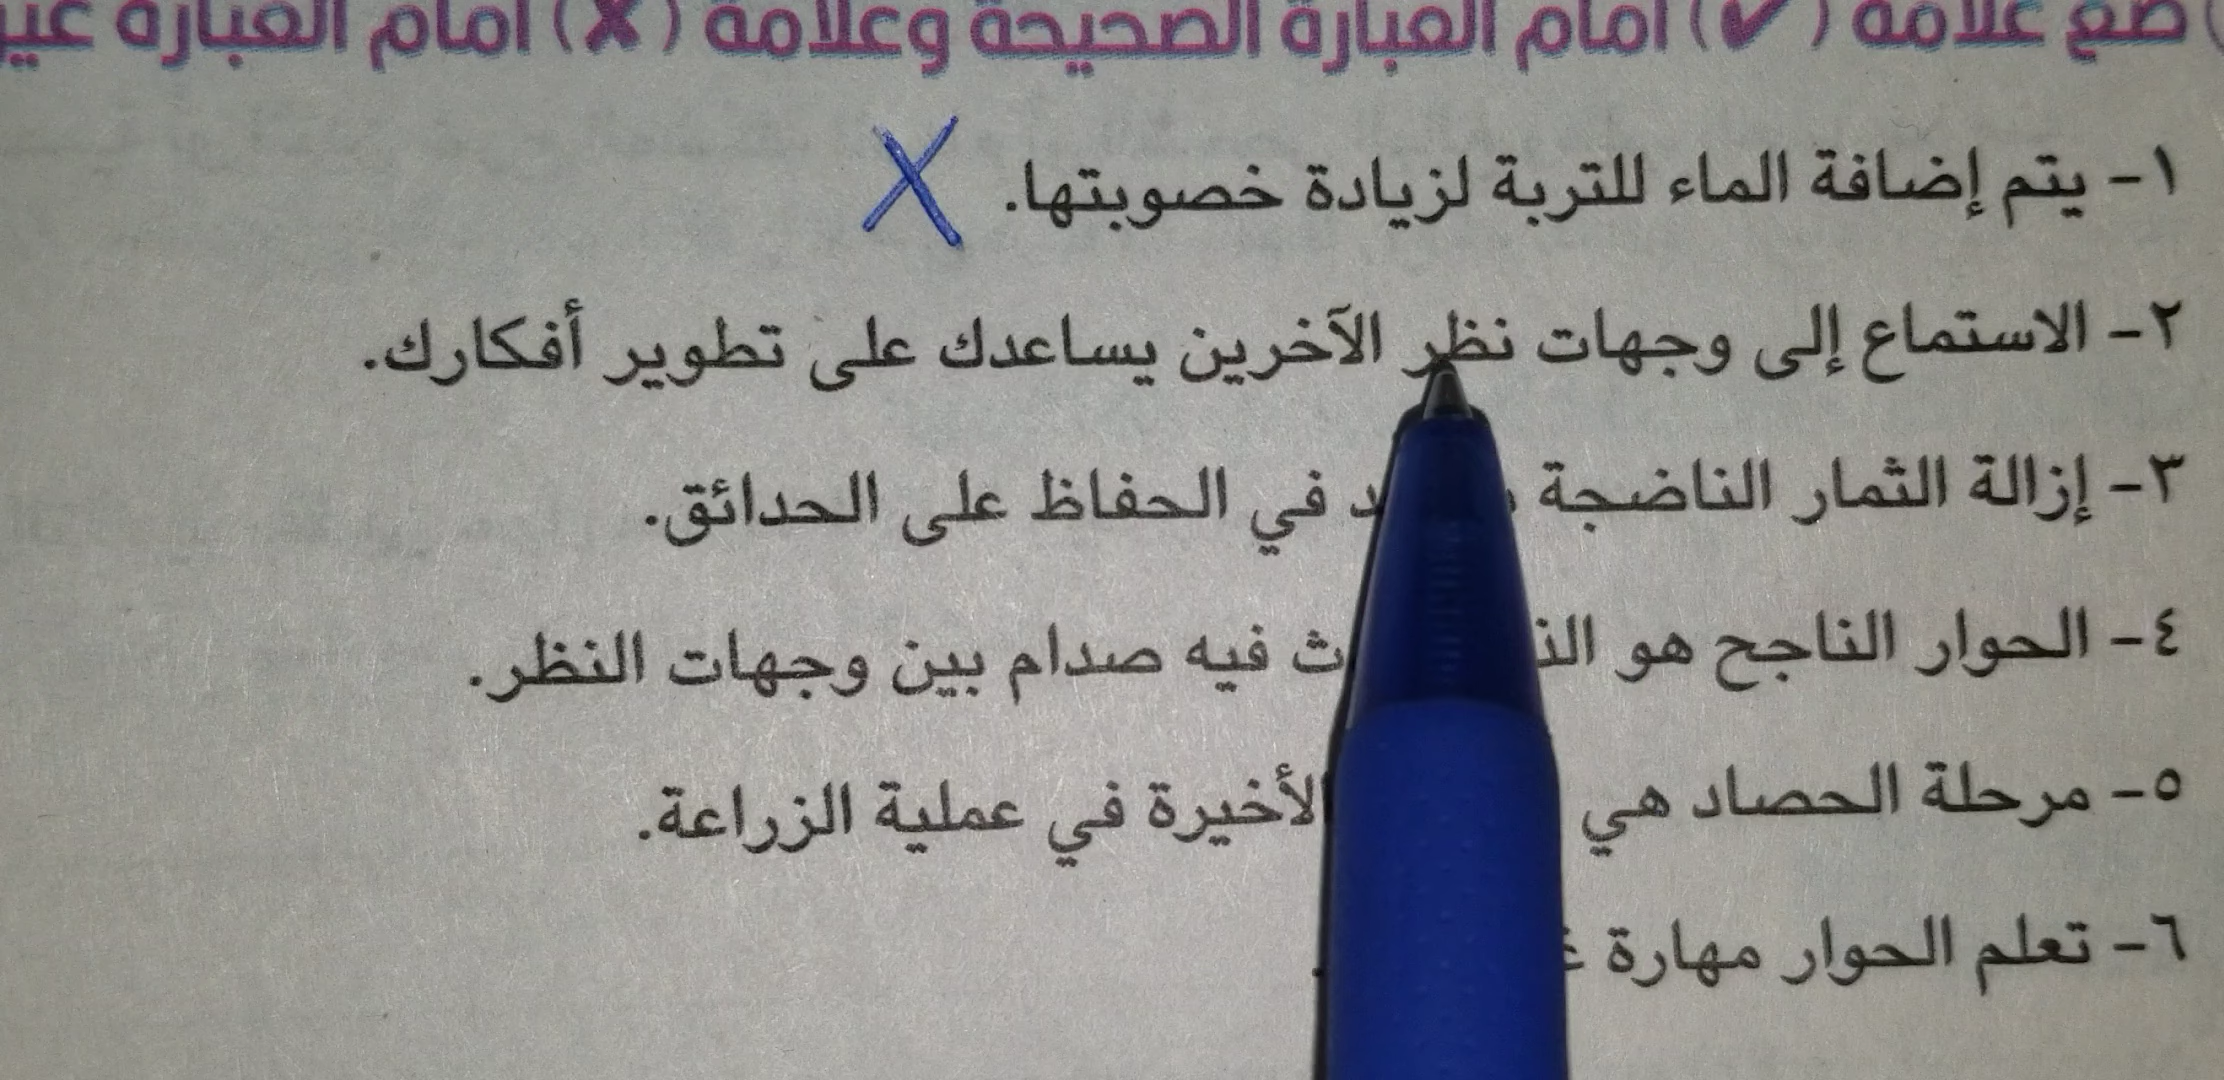 ) ضع علامة (✓) أمام العبارة الصحيحة وعلامة (✗) أمام العبارة غير
١- يتم إضافة الماء للتربة لزيادة خصوبتها. X
٢- الاستماع إلى وجهات نظر الآخرين يساعدك على تطوير أفكارك.
٣- إزالة الثمار الناضجة في الحفاظ على الحدائق.
٤- الحوار الناجح هو فيه صدام بين وجهات النظر.
٥- مرحلة الحصاد هي الأخيرة في عملية الزراعة.
٦- تعلم الحوار مهارة